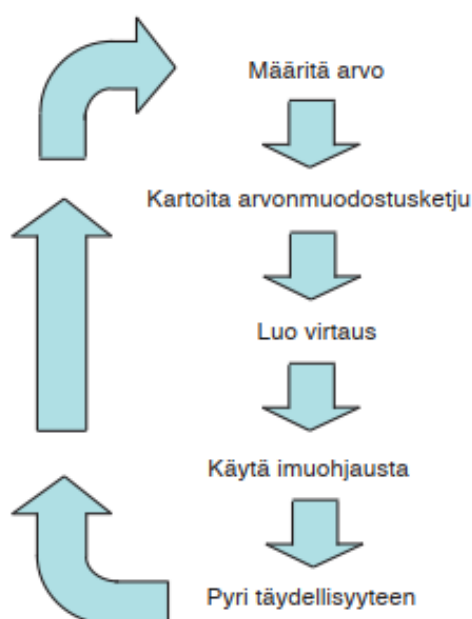 Määritä arvo
Kartoita arvonmuodostusketju
Luo virtaus
Käytä imuohjausta
Pyri täydellisyyteen